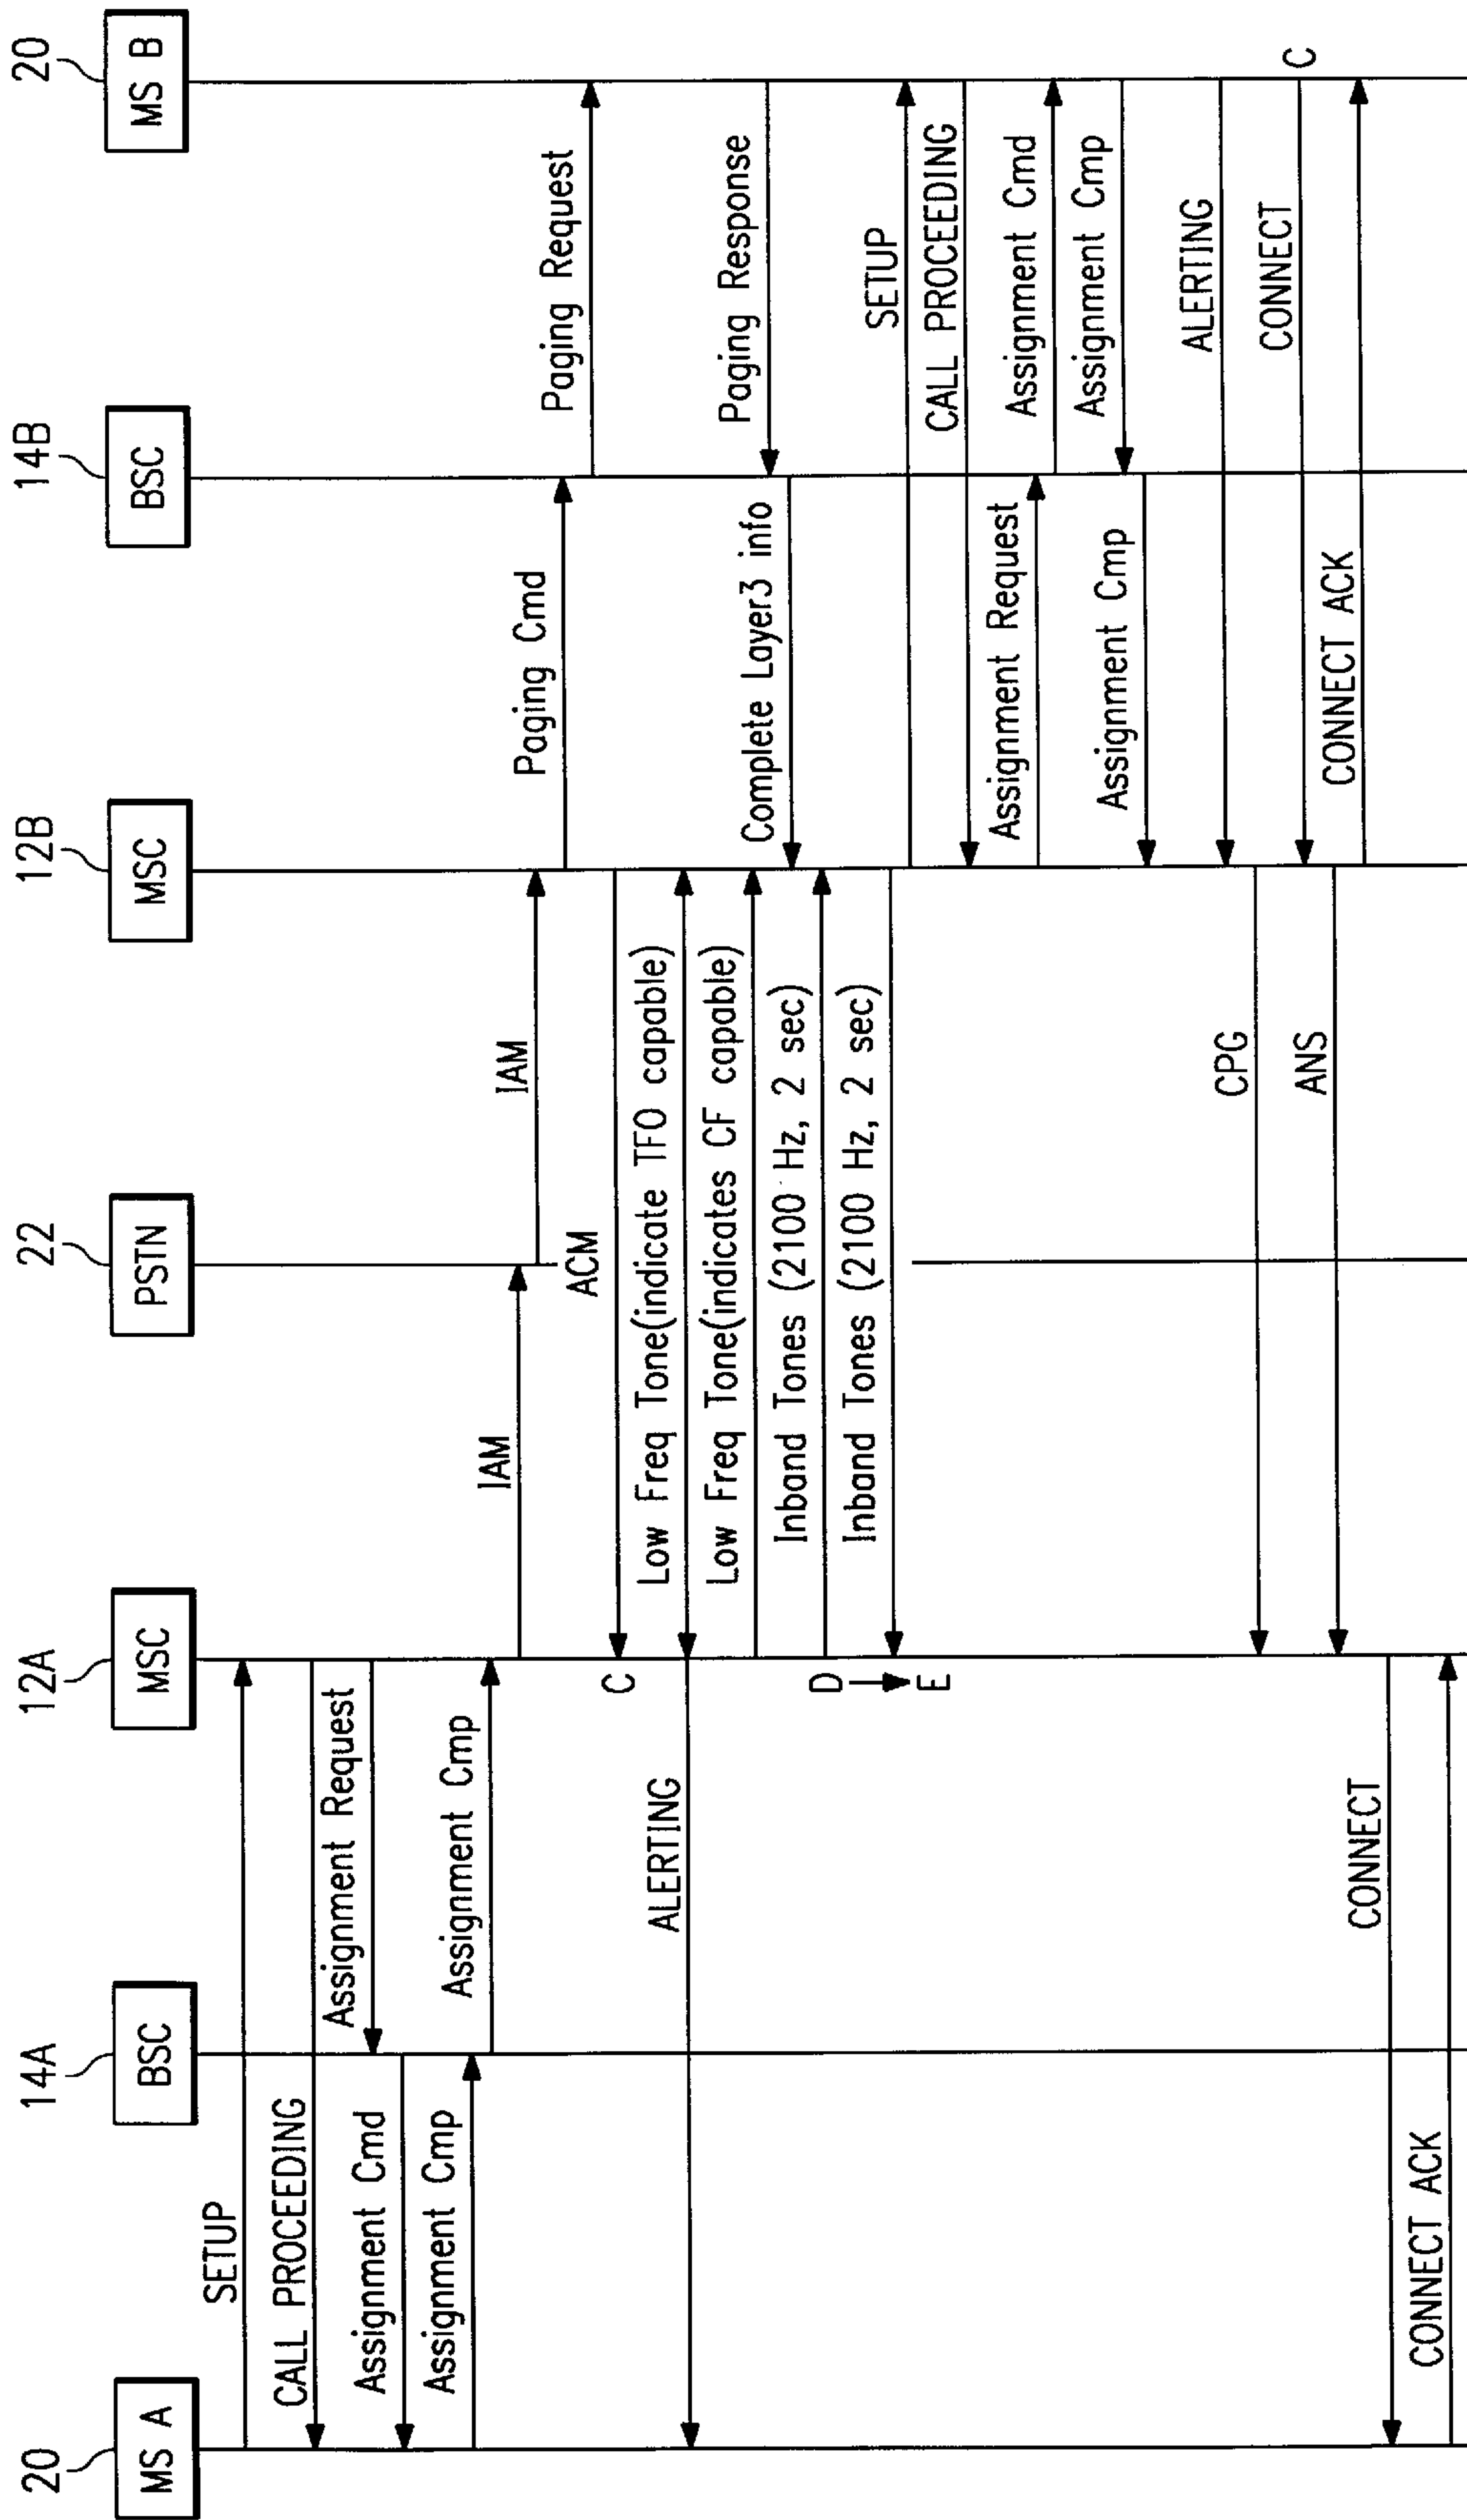 20
14A
12A
22
12B
14B
20
MS A
BSC
MSC
PSTN
MSC
BSC
MS B
SETUP
CALL PROCEEDING
Assignment Request
Assignment Cmd
Assignment Cmp
Assignment Cmp
IAM
IAM
Paging Cmd
Paging Request
ACM
C
Low Freq Tone(indicate TFO capable)
ALERTING
Low Freq Tone(indicates CF capable)
Paging Response
Complete Layer3 info
Inband Tones (2100 Hz, 2 sec)
D
Inband Tones (2100 Hz, 2 sec)
E
SETUP
CALL PROCEEDING
Assignment Request
Assignment Cmd
Assignment Cmp
Assignment Cmp
ALERTING
CPG
CONNECT
C
ANS
CONNECT ACK
CONNECT
CONNECT ACK